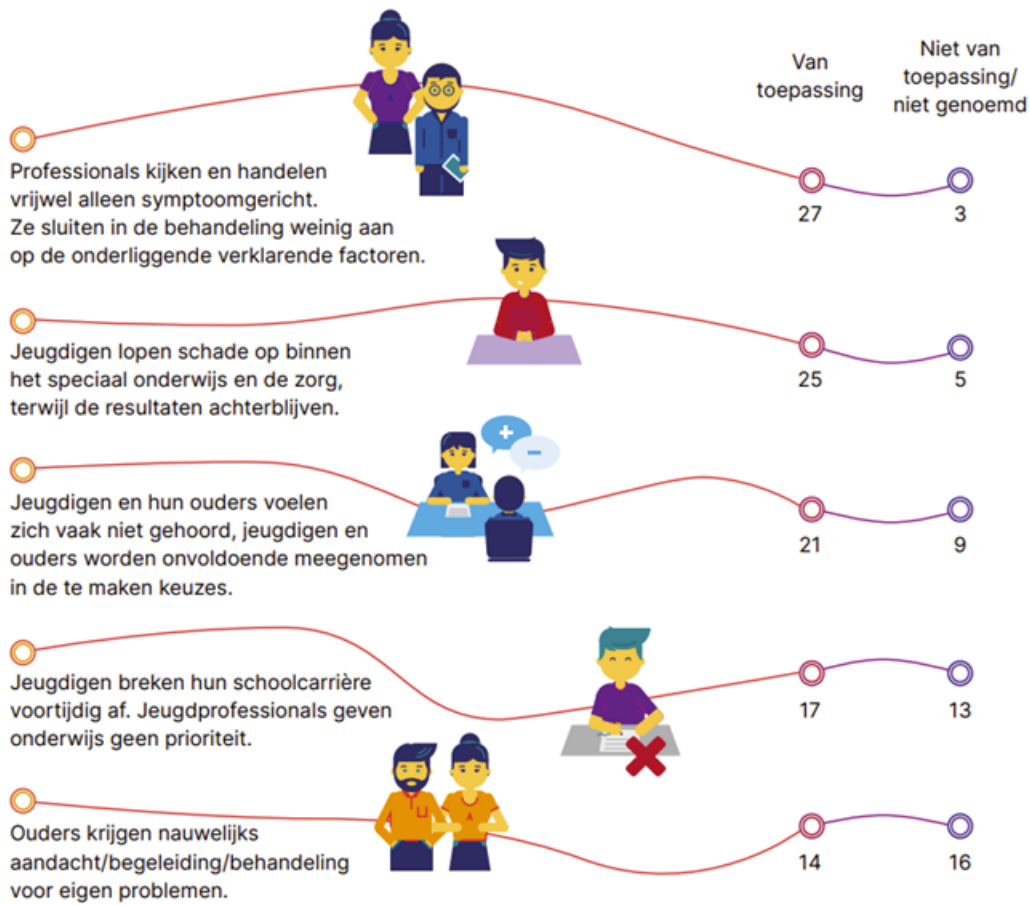 Van
toepassing
Niet van
toepassing/
niet genoemd
Professionals kijken en handelen
vrijwel alleen symptoomgericht.
Ze sluiten in de behandeling weinig aan
op de onderliggende verklarende factoren.
27
3
Jeugdigen lopen schade op binnen
het speciaal onderwijs en de zorg,
terwijl de resultaten achterblijven.
25
5
Jeugdigen en hun ouders voelen
zich vaak niet gehoord, jeugdigen en
ouders worden onvoldoende meegenomen
in de te maken keuzes.
21
9
Jeugdigen breken hun schoolcarrière
voortijdig af. Jeugdprofessionals geven
onderwijs geen prioriteit.
17
13
Ouders krijgen nauwelijks
aandacht/begeleiding/behandeling
voor eigen problemen.
14
16